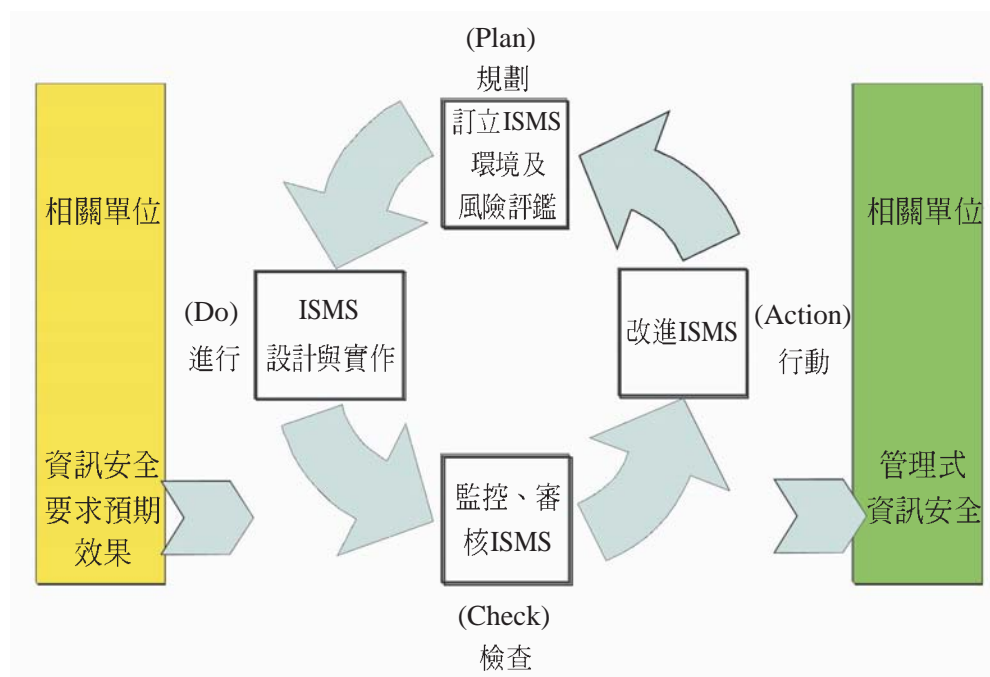 (Plan)
規劃
訂立ISMS
環境及
風險評鑑
相關單位
資訊安全
要求預期
效果
(Do)
進行
ISMS
設計與實作
監控、審
核ISMS
(Check)
檢查
改進ISMS
(Action)
行動
相關單位
管理式
資訊安全